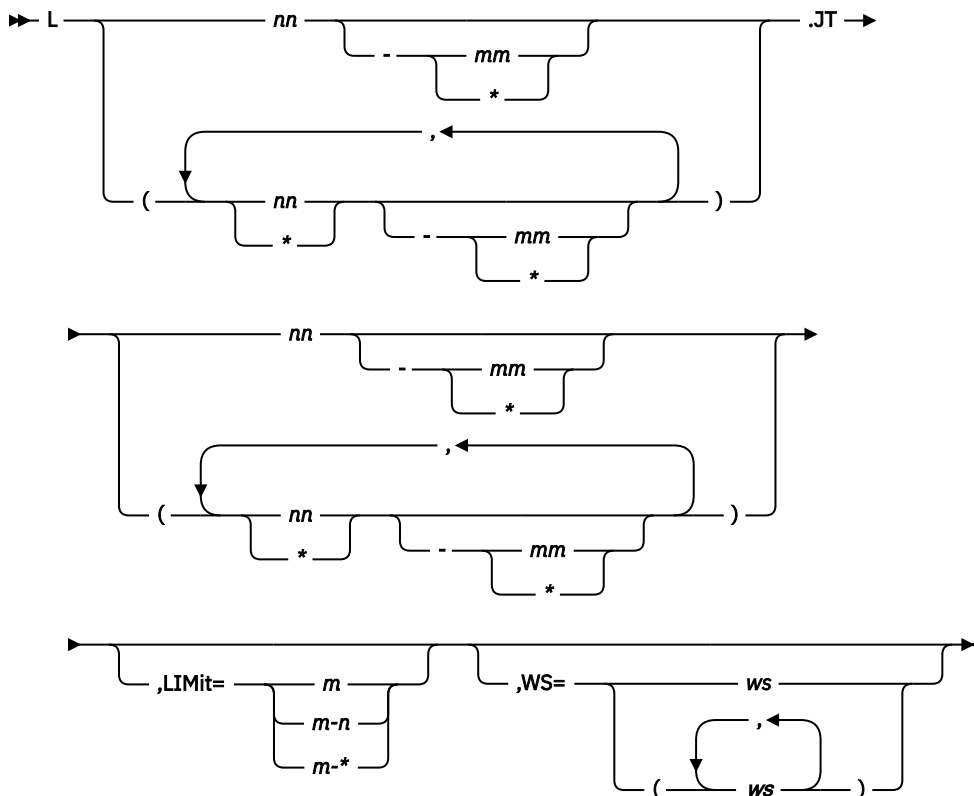 L nn .JT
- mm
*
,
( nn )
* - mm
*
nn
- mm
*
,
( nn )
* - mm
*
,LIMit= m ,WS= ws
m-n ,
m-* ( ws )